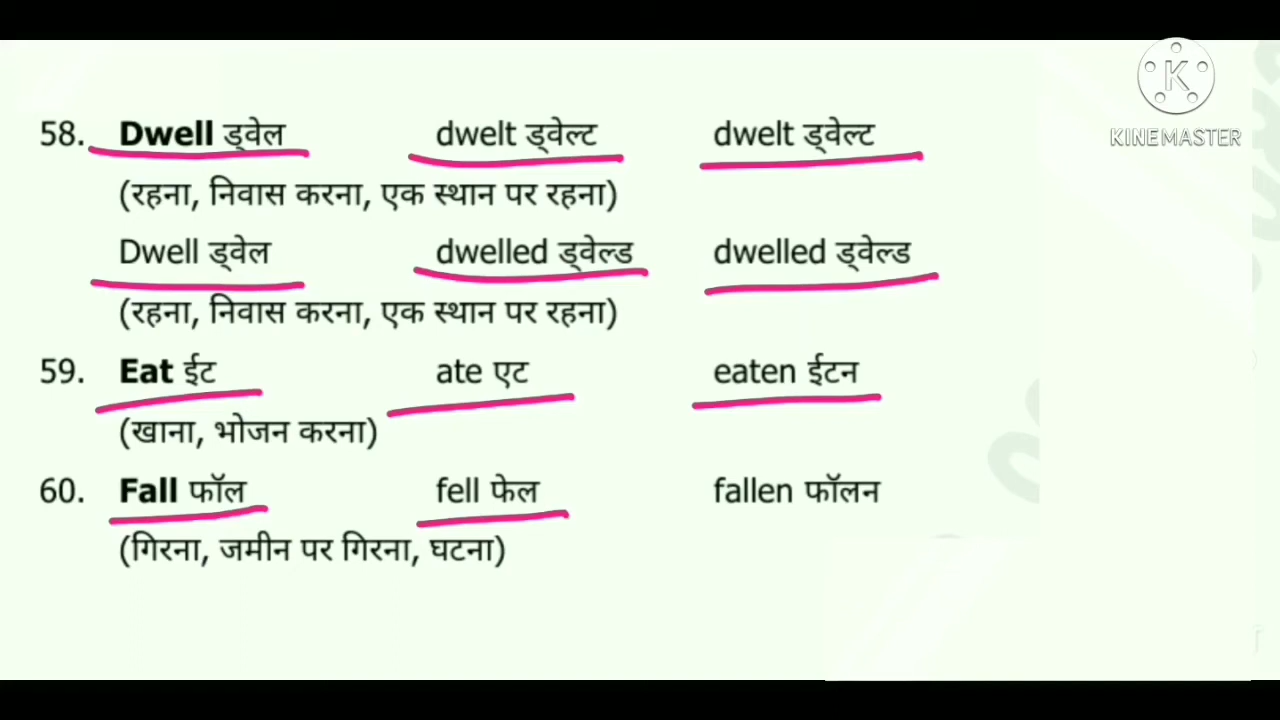 KINEMASTER
58. Dwell ड्वेल dwelt ड्वेल्ट dwelt ड्वेल्ट
(रहना, निवास करना, एक स्थान पर रहना)
Dwell ड्वेल dwelled ड्वेल्ड dwelled ड्वेल्ड
(रहना, निवास करना, एक स्थान पर रहना)
59. Eat ईट ate एट eaten ईटन
(खाना, भोजन करना)
60. Fall फॉल fell फेल fallen फॉलन
(गिरना, जमीन पर गिरना, घटना)